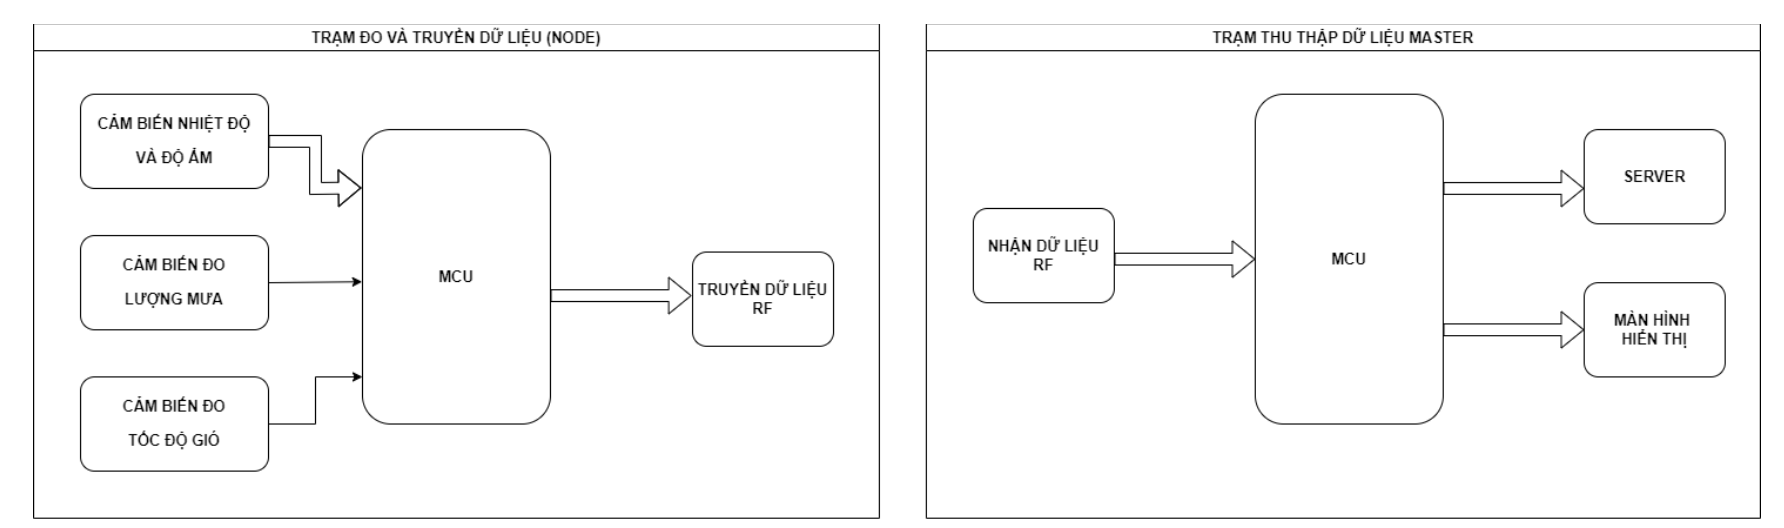 TRẠM ĐO VÀ TRUYỀN DỮ LIỆU (NODE)
CẢM BIẾN NHIỆT ĐỘ
VÀ ĐỘ ẨM
CẢM BIẾN ĐO
LƯỢNG MƯA
CẢM BIẾN ĐO
TỐC ĐỘ GIÓ
MCU
TRUYỀN DỮ LIỆU
RF
TRẠM THU THẬP DỮ LIỆU MASTER
NHẬN DỮ LIỆU
RF
MCU
SERVER
MÀN HÌNH
HIỂN THỊ